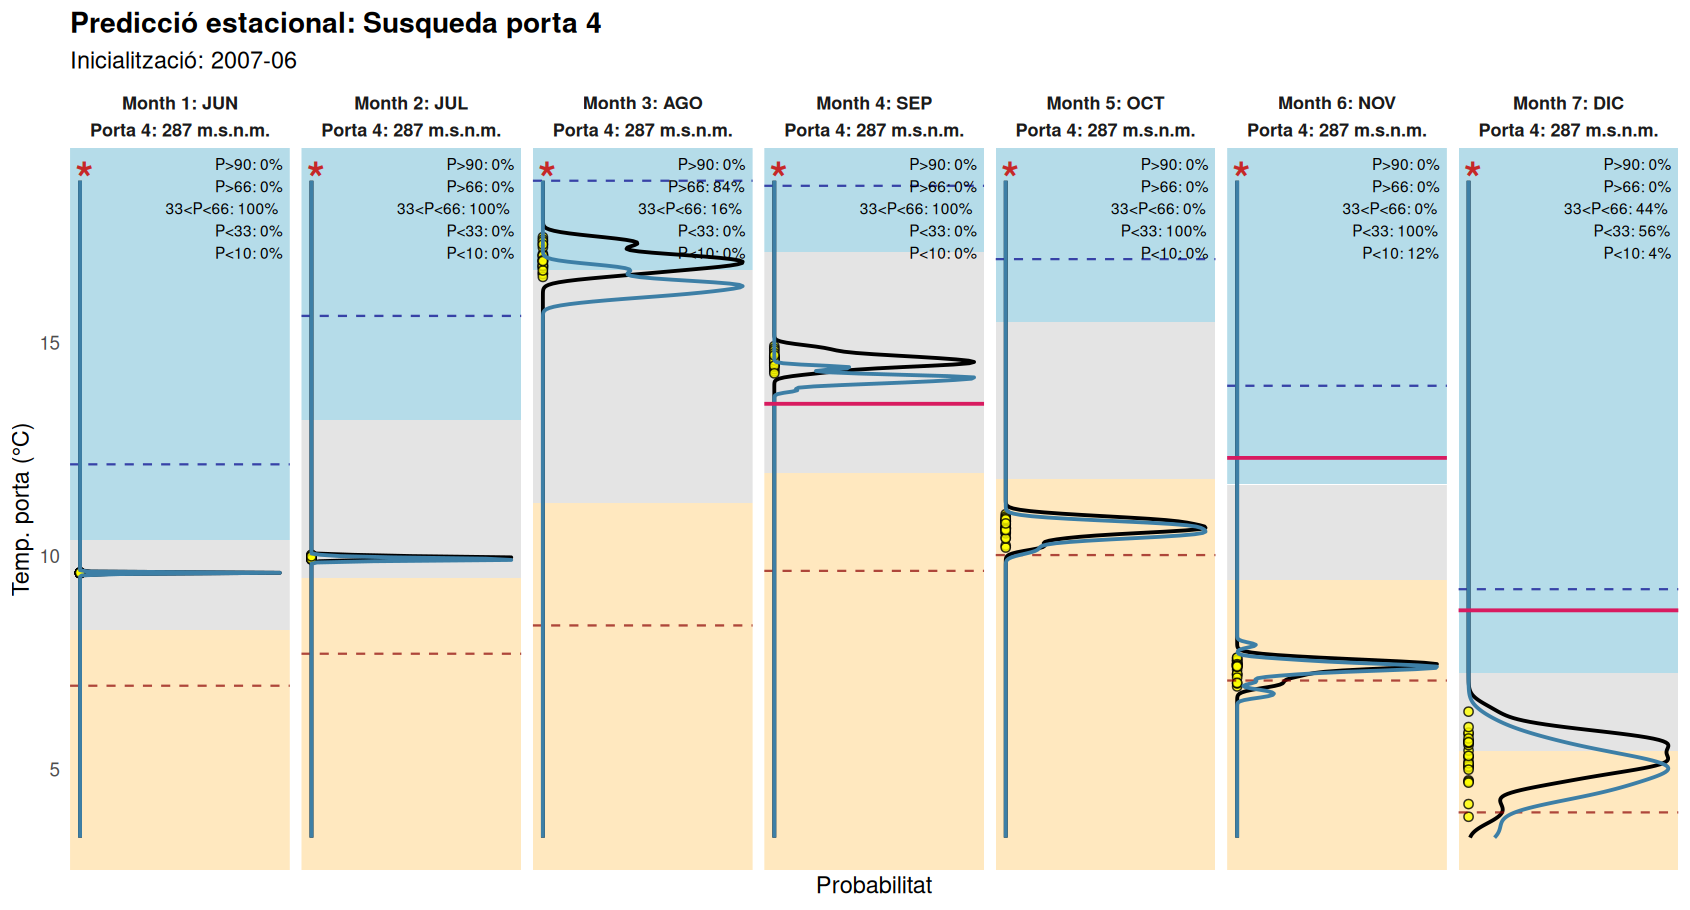 Predicció estacional: Susqueda porta 4
Inicialització: 2007-06
Month 1: JUN
Porta 4: 287 m.s.n.m.
Month 2: JUL
Porta 4: 287 m.s.n.m.
Month 3: AGO
Porta 4: 287 m.s.n.m.
Month 4: SEP
Porta 4: 287 m.s.n.m.
Month 5: OCT
Porta 4: 287 m.s.n.m.
Month 6: NOV
Porta 4: 287 m.s.n.m.
Month 7: DIC
Porta 4: 287 m.s.n.m.
*
P>90: 0%
P>66: 0%
33<P<66: 100%
P<33: 0%
P<10: 0%
*
P>90: 0%
P>66: 0%
33<P<66: 100%
P<33: 0%
P<10: 0%
*
P>90: 0%
P>66: 84%
33<P<66: 16%
P<33: 0%
P<10: 0%
*
P>90: 0%
P>66: 0%
33<P<66: 100%
P<33: 0%
P<10: 0%
*
P>90: 0%
P>66: 0%
33<P<66: 0%
P<33: 100%
P<10: 0%
*
P>90: 0%
P>66: 0%
33<P<66: 0%
P<33: 100%
P<10: 12%
*
P>90: 0%
P>66: 0%
33<P<66: 44%
P<33: 56%
P<10: 4%
15
10
5
Temp. porta (°C)
Probabilitat